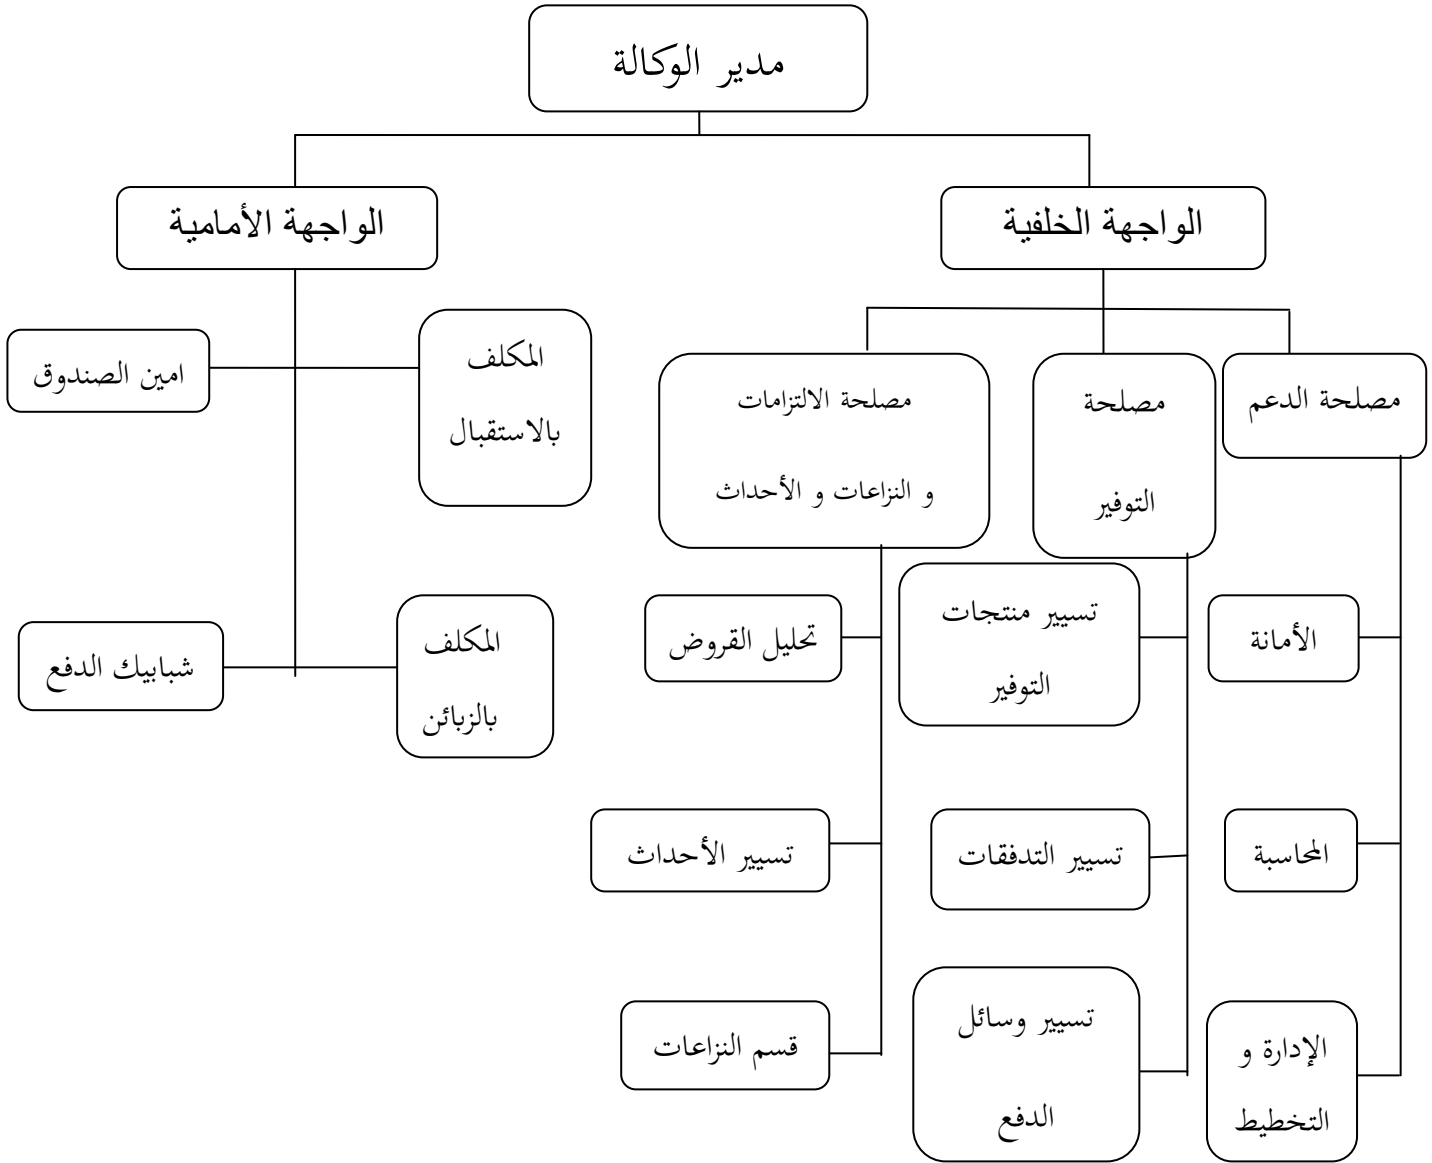 مدير الوكالة
الواجهة الخلفية
الواجهة الأمامية
مصلحة الدعم
مصلحة
التوفير
مصلحة الالتزامات
و النزاعات و الأحداث
المكلف
بالاستقبال
امين الصندوق
الأمانة
تسيير منتجات
التوفير
تحليل القروض
المكلف
بالزبائن
شبابيك الدفع
المحاسبة
تسيير التدفقات
تسيير الأحداث
الإدارة و
التخطيط
تسيير وسائل
الدفع
قسم النزاعات